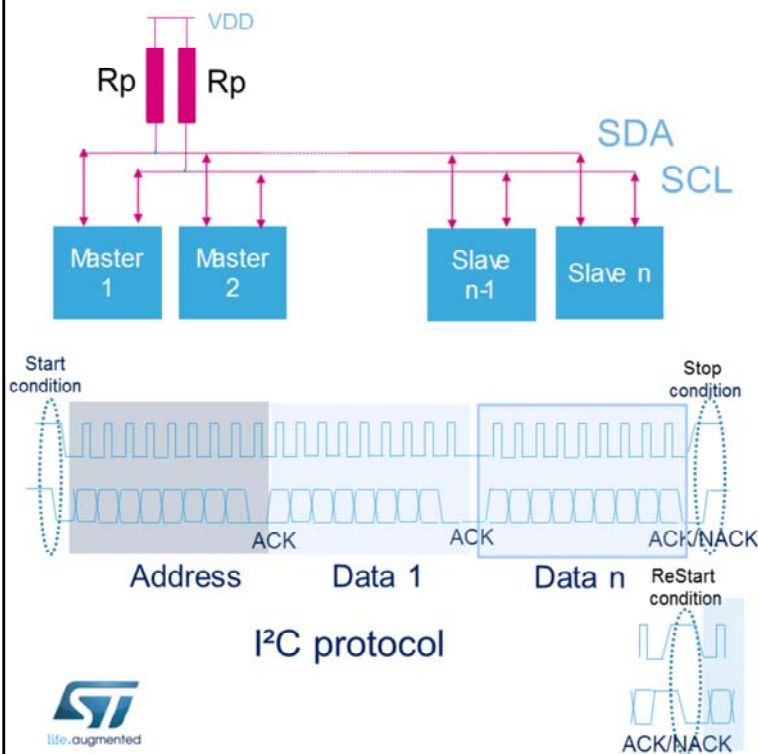 VDD
Rp
Rp
SDA
SCL
Master
1
Master
2
Slave
n-1
Slave n
Start
condition
Stop
condition
ACK
ACK
ACK/NACK
Address
Data 1
Data n
ReStart
condition
I²C protocol
ACK/NACK
ST
life.augmented